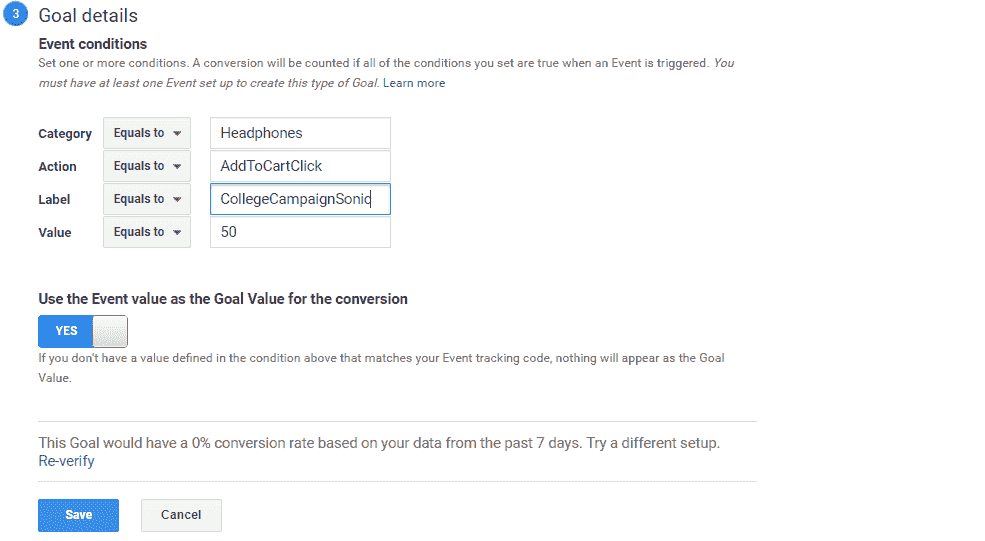 3 Goal details
Event conditions
Set one or more conditions. A conversion will be counted if all of the conditions you set are true when an Event is triggered. You
must have at least one Event set up to create this type of Goal. Learn more
Category Equals to Headphones
Action Equals to AddToCartClick
Label Equals to CollegeCampaignSonic
Value Equals to 50
Use the Event value as the Goal Value for the conversion
YES
If you don't have a value defined in the condition above that matches your Event tracking code, nothing will appear as the Goal
Value.
This Goal would have a 0% conversion rate based on your data from the past 7 days. Try a different setup.
Re-verify
Save Cancel